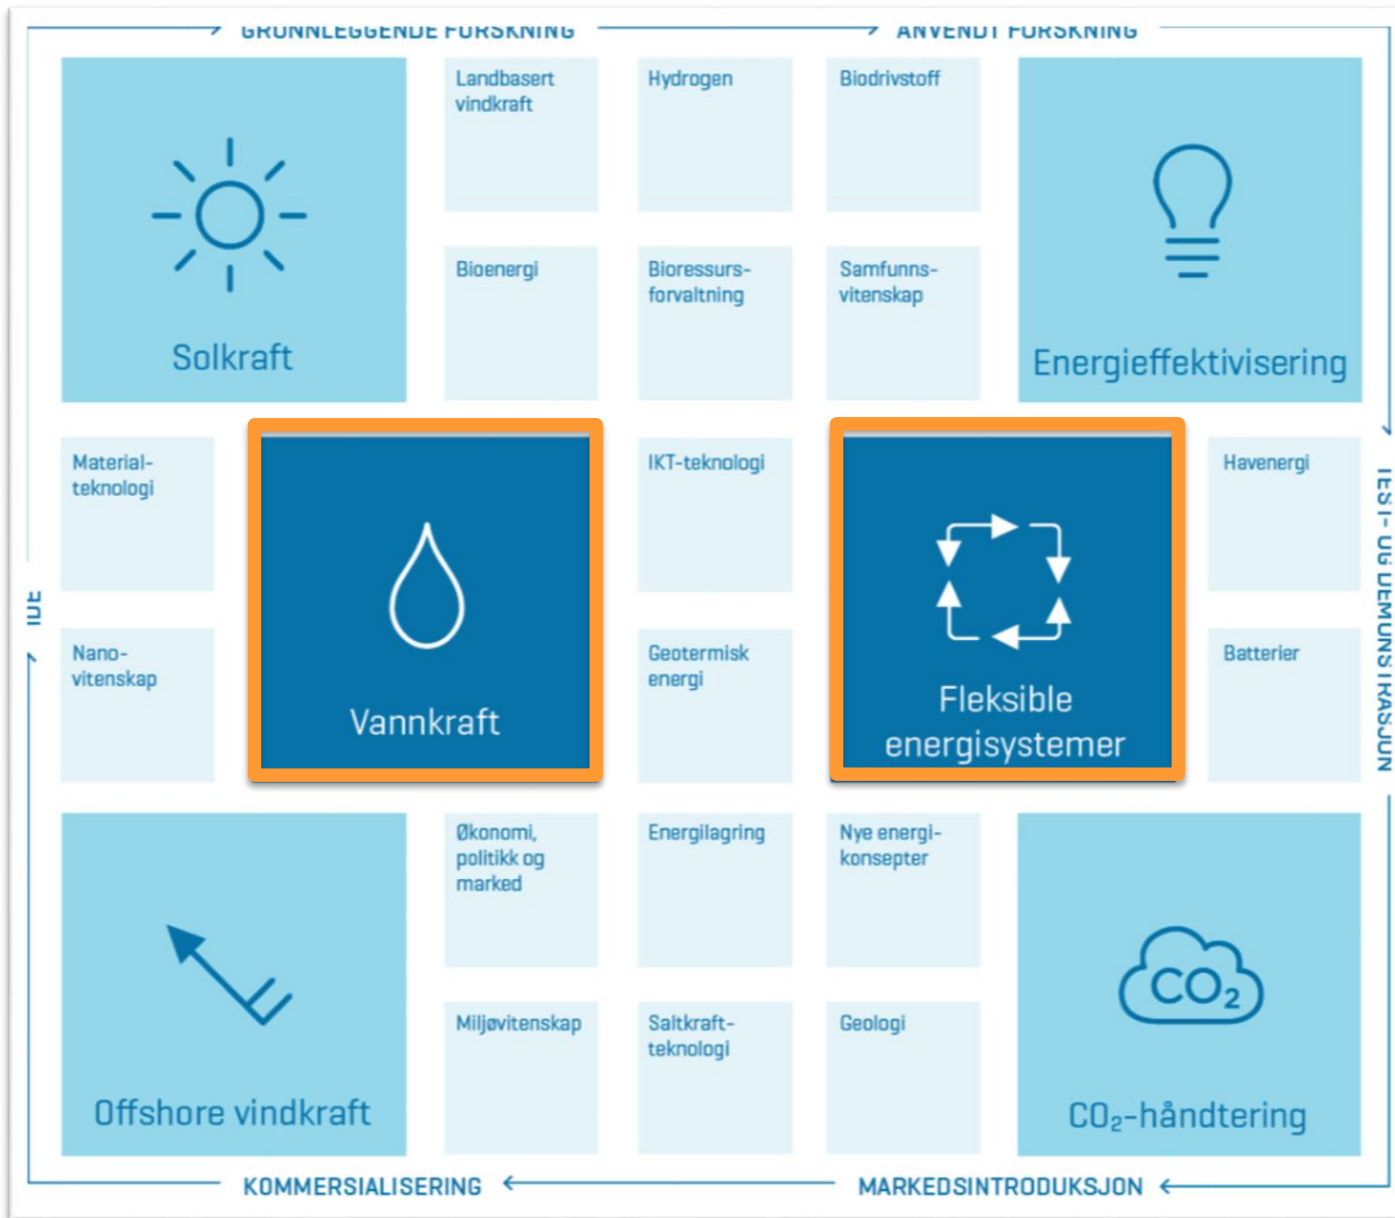 GRUNNLEGGENDE FORSKNING
ANVENDT FORSKNING
Landbasert
vindkraft
Hydrogen
Biodrivstoff
Solkraft
Bioenergi
Bioressurs-
forvaltning
Samfunns-
vitenskap
Energieffektivisering
Material-
teknologi
Vannkraft
IKT-teknologi
Fleksible
energisystemer
Havenergi
IDE
TEST- OG DEMONSTRASJON
Nano-
vitenskap
Geotermisk
energi
Batterier
Offshore vindkraft
Økonomi,
politikk og
marked
Energilagring
Nye energi-
konsepter
CO₂
CO₂-håndtering
Miljøvitenskap
Saltkraft-
teknologi
Geologi
KOMMERSIALISERING
MARKEDSINTRODUKSJON